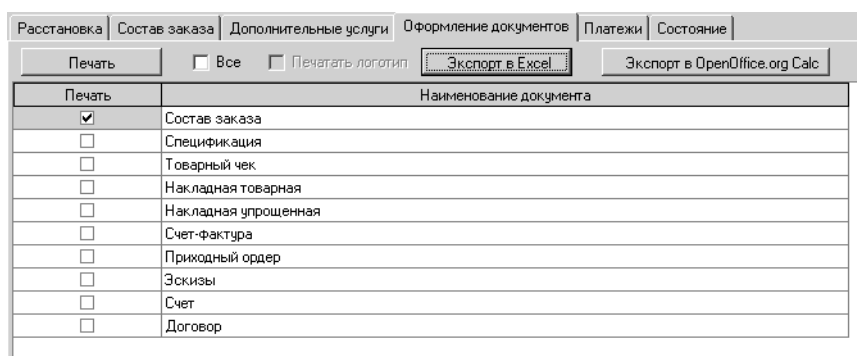 Расстановка Состав заказа Дополнительные услуги Оформление документов Платежи Состояние
Печать Все Печатать логотип Экспорт в Excel Экспорт в OpenOffice.org Calc
Печать Наименование документа
Состав заказа
Спецификация
Товарный чек
Накладная товарная
Накладная упрощенная
Счет-фактура
Приходный ордер
Эскизы
Счет
Договор